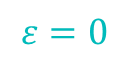 ε = 0